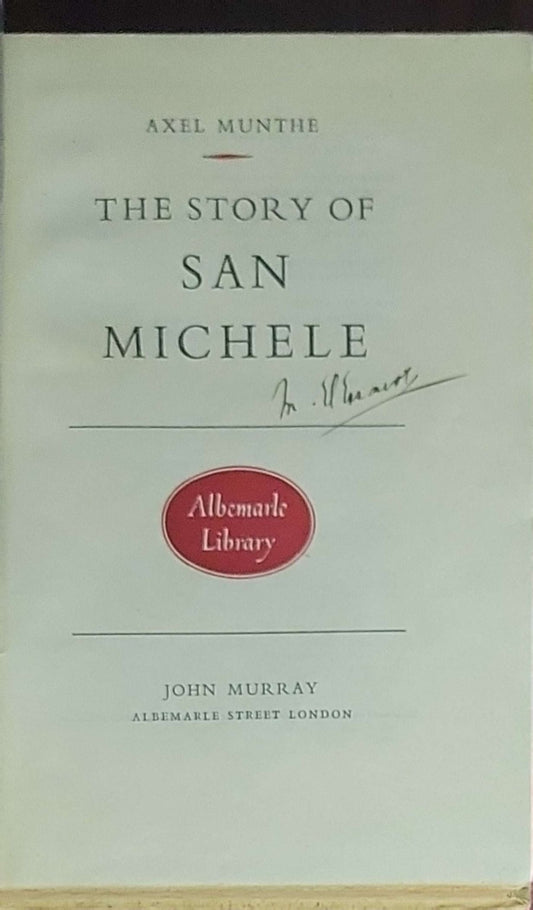 AXEL MUNTHE
THE STORY OF
SAN
MICHELE
Albemarle
Library
JOHN MURRAY
ALBEMARLE STREET LONDON